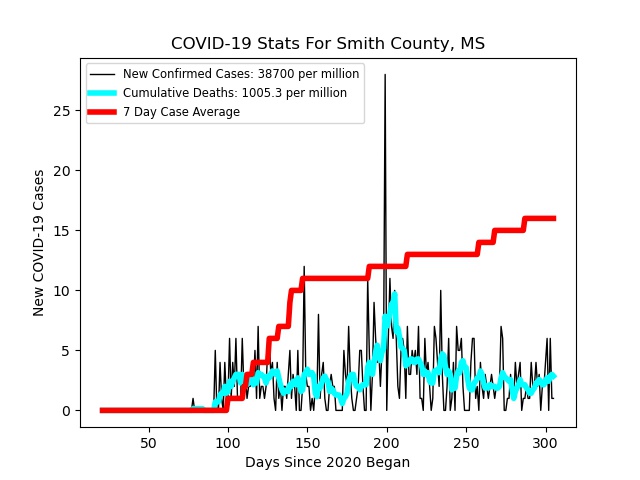 COVID-19 Stats For Smith County, MS
New Confirmed Cases: 38700 per million
Cumulative Deaths: 1005.3 per million
7 Day Case Average
New COVID-19 Cases
25
20
15
10
5
0
50 100 150 200 250 300
Days Since 2020 Began